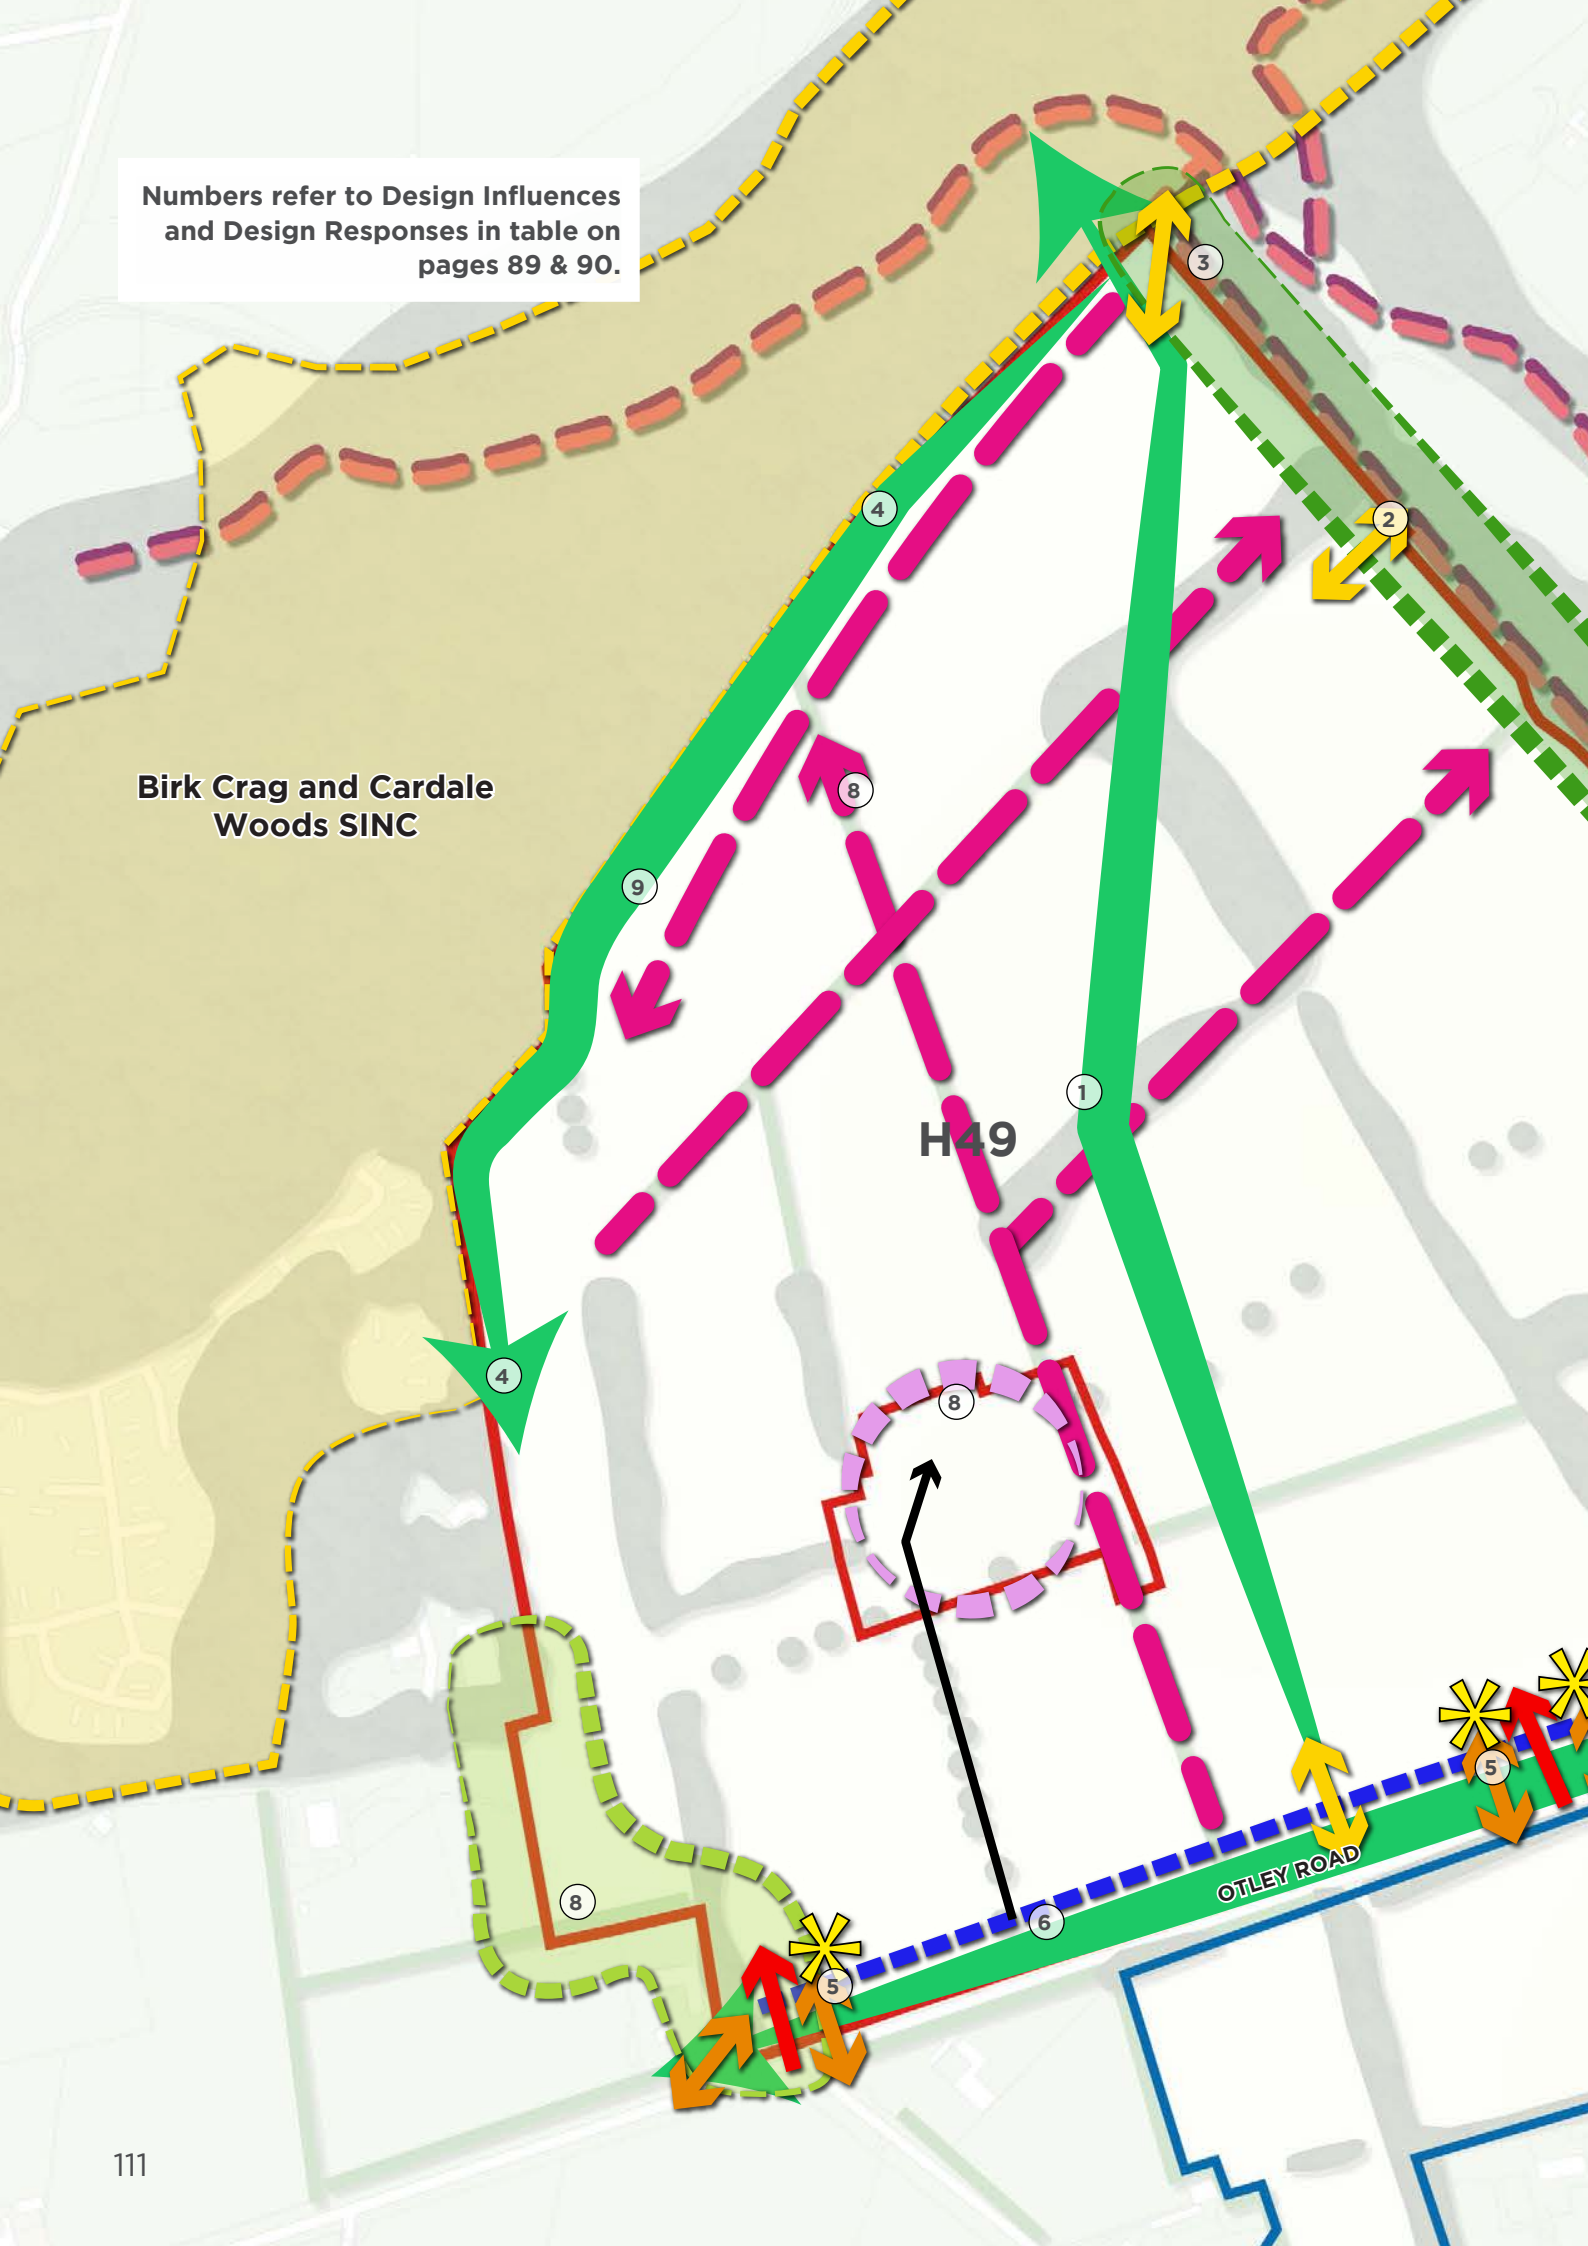 Numbers refer to Design Influences
and Design Responses in table on
pages 89 & 90.
3
4
2
Birk Crag and Cardale
Woods SINC
8
9
1
H49
4
8
5
OTLEY ROAD
8
6
5
111